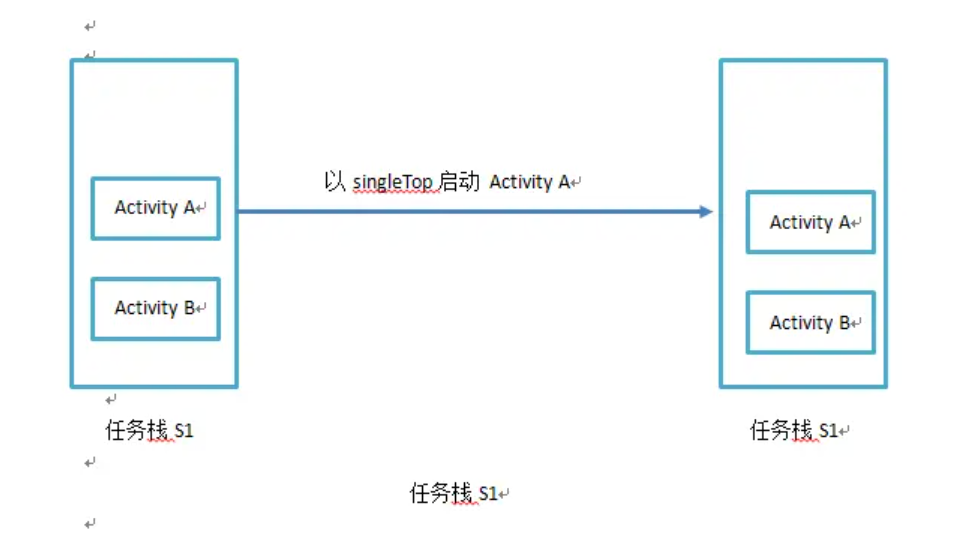 以 singleTop 启动 Activity A
Activity A
Activity B
Activity A
Activity B
任务栈 S1
任务栈 S1
任务栈 S1